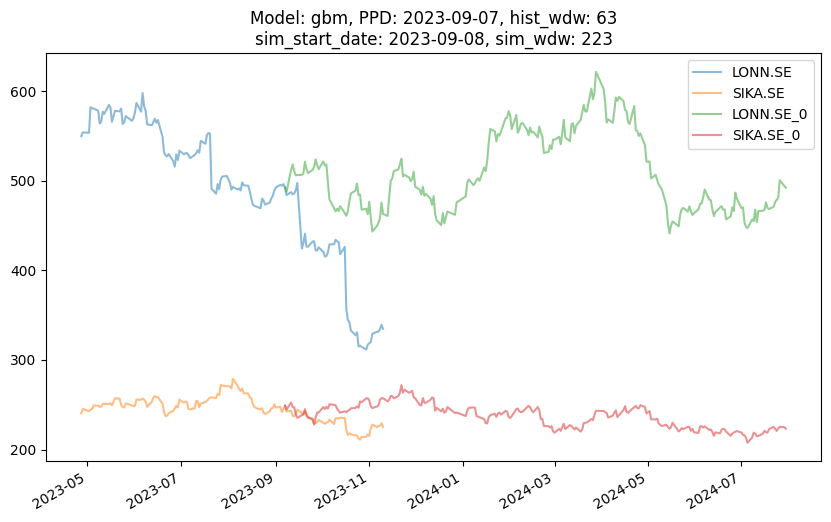 Model: gbm, PPD: 2023-09-07, hist_wdw: 63
sim_start_date: 2023-09-08, sim_wdw: 223
LONN.SE
SIKA.SE
LONN.SE_0
SIKA.SE_0
600
500
400
300
200
2023-05
2023-07
2023-09
2023-11
2024-01
2024-03
2024-05
2024-07